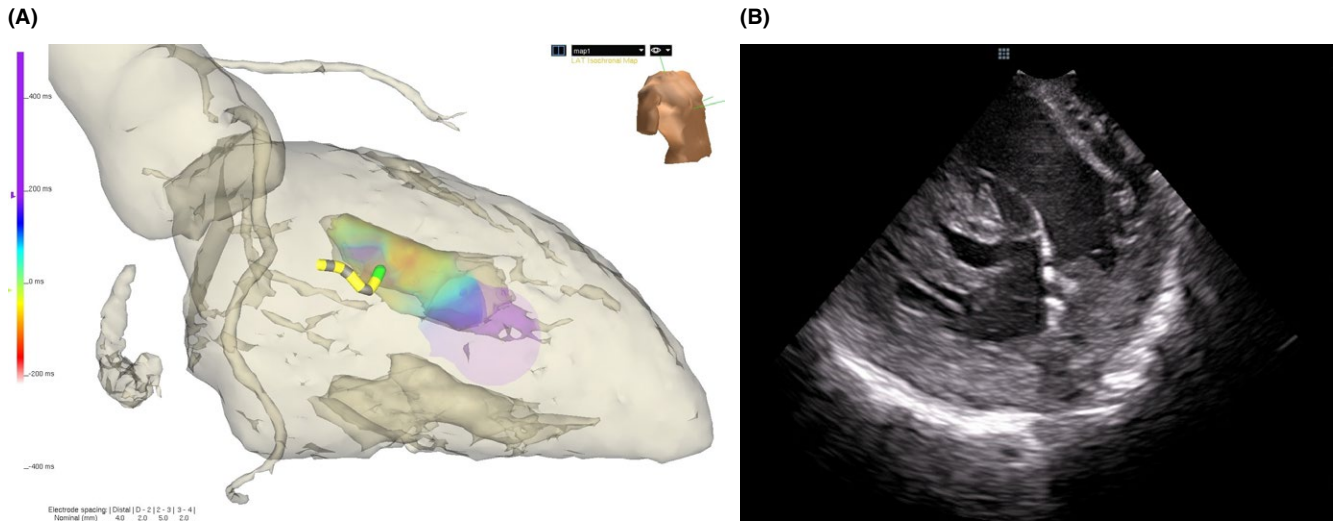 (A)
(B)
map1
LAT Isochronal Map
400 ms
200 ms
0 ms
-200 ms
-400 ms
Electrode spacing: | Distal | D - 2 | 2 - 3 | 3 - 4 |
Nominal (mm) 4.0 2.0 5.0 2.0